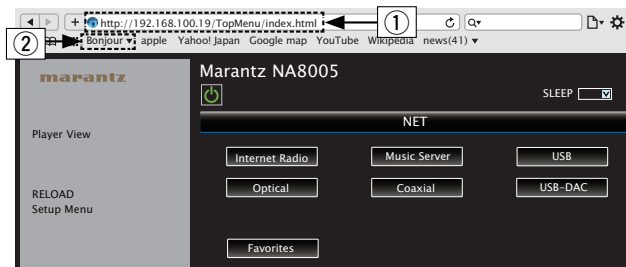 http://192.168.100.19/TopMenu/index.html
1
Q
2
Bonjour ▾ apple Yahoo! Japan Google map YouTube Wikipedia news(41) ▾
marantz
Marantz NA8005
SLEEP
NET
Player View
Internet Radio Music Server USB
RELOAD
Optical Coaxial USB-DAC
Setup Menu
Favorites